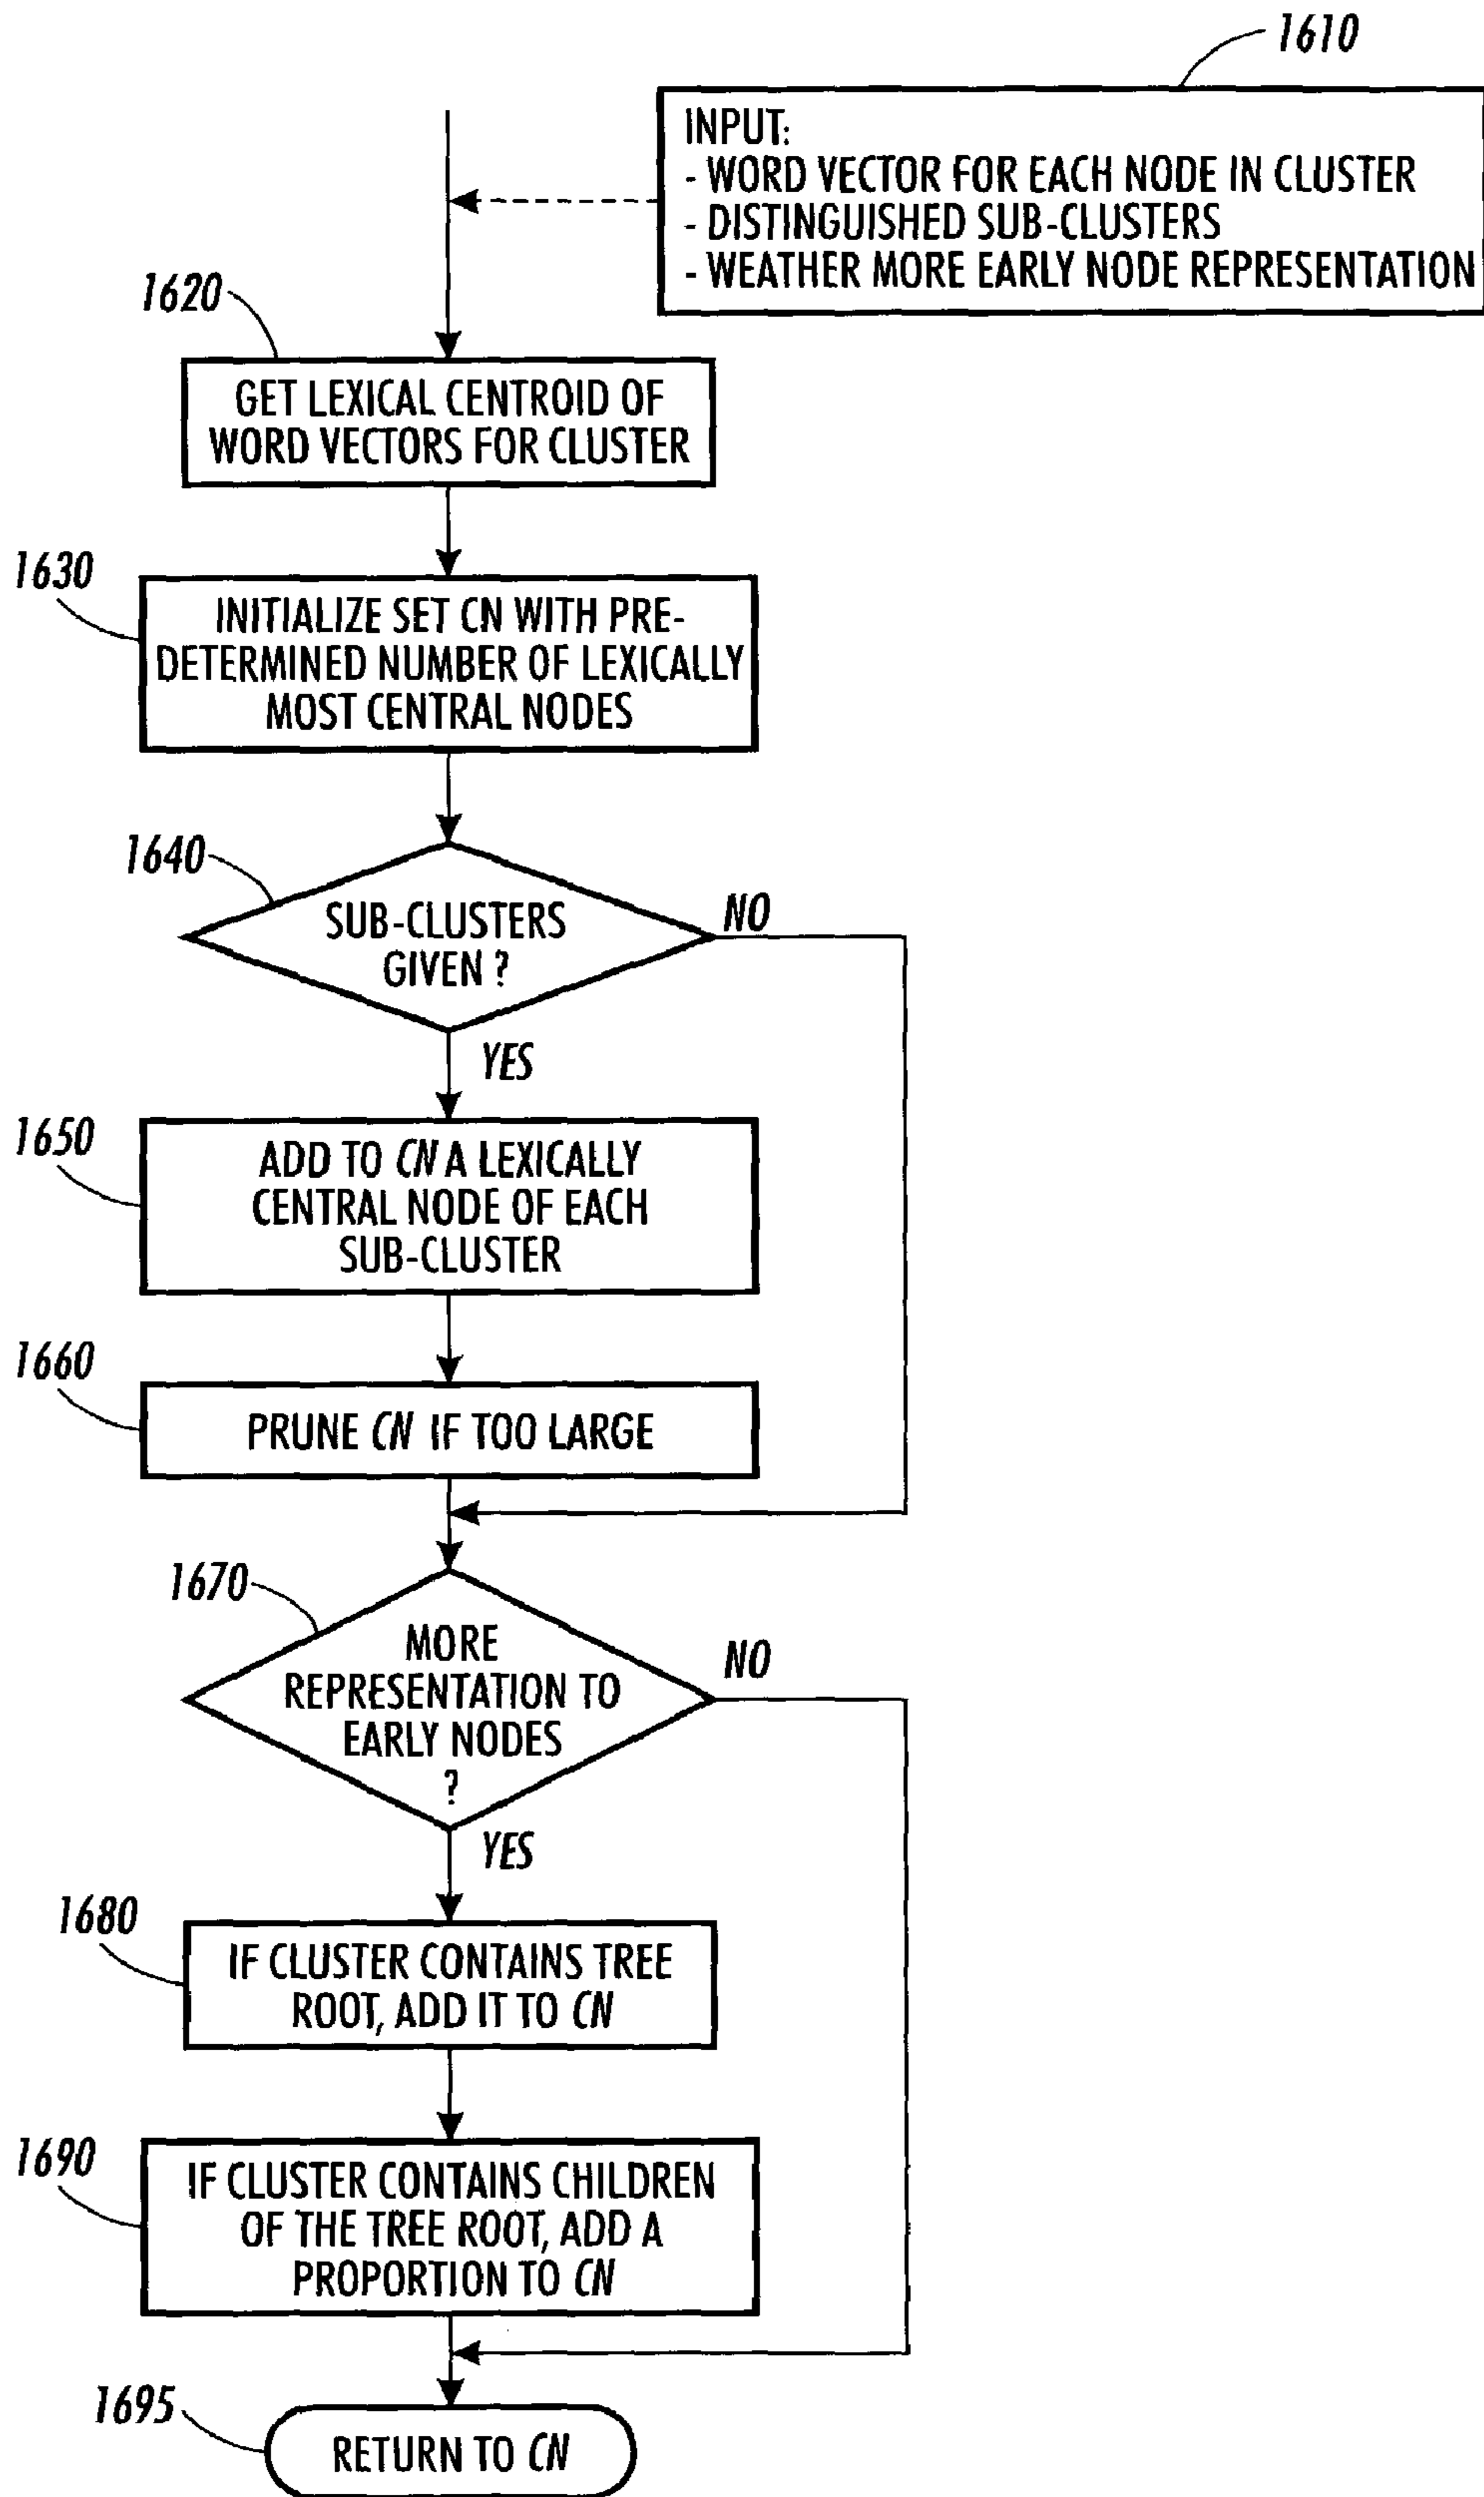 1610
INPUT:
- WORD VECTOR FOR EACH NODE IN CLUSTER
- DISTINGUISHED SUB-CLUSTERS
- WEATHER MORE EARLY NODE REPRESENTATION
1620
GET LEXICAL CENTROID OF
WORD VECTORS FOR CLUSTER
1630
INITIALIZE SET CN WITH PRE-
DETERMINED NUMBER OF LEXICALLY
MOST CENTRAL NODES
1640
SUB-CLUSTERS
GIVEN ?
NO
YES
1650
ADD TO CN A LEXICALLY
CENTRAL NODE OF EACH
SUB-CLUSTER
1660
PRUNE CN IF TOO LARGE
1670
MORE
REPRESENTATION TO
EARLY NODES
?
NO
YES
1680
IF CLUSTER CONTAINS TREE
ROOT, ADD IT TO CN
1690
IF CLUSTER CONTAINS CHILDREN
OF THE TREE ROOT, ADD A
PROPORTION TO CN
1695
RETURN TO CN